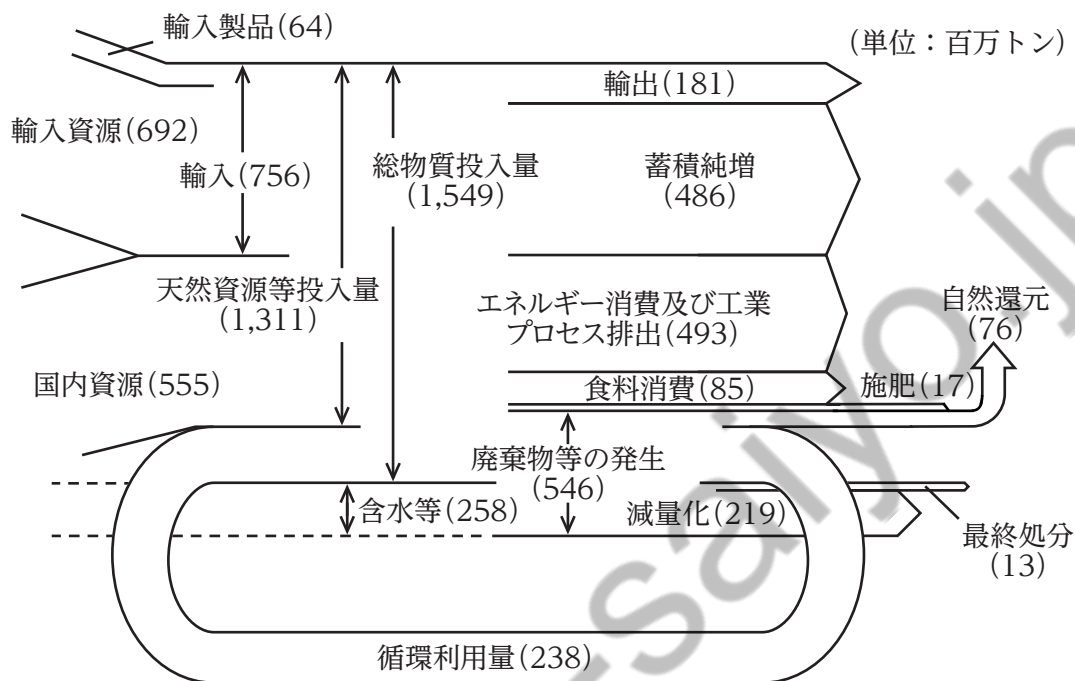 輸入製品(64)
(単位：百万トン)
輸出(181)
輸入資源(692)
輸入(756)
総物質投入量
(1,549)
蓄積純増
(486)
天然資源等投入量
(1,311)
エネルギー消費及び工業
プロセス排出(493)
自然還元
(76)
国内資源(555)
食料消費(85)
施肥(17)
廃棄物等の発生
(546)
含水等(258)
減量化(219)
最終処分
(13)
循環利用量(238)
-saiyo.jp